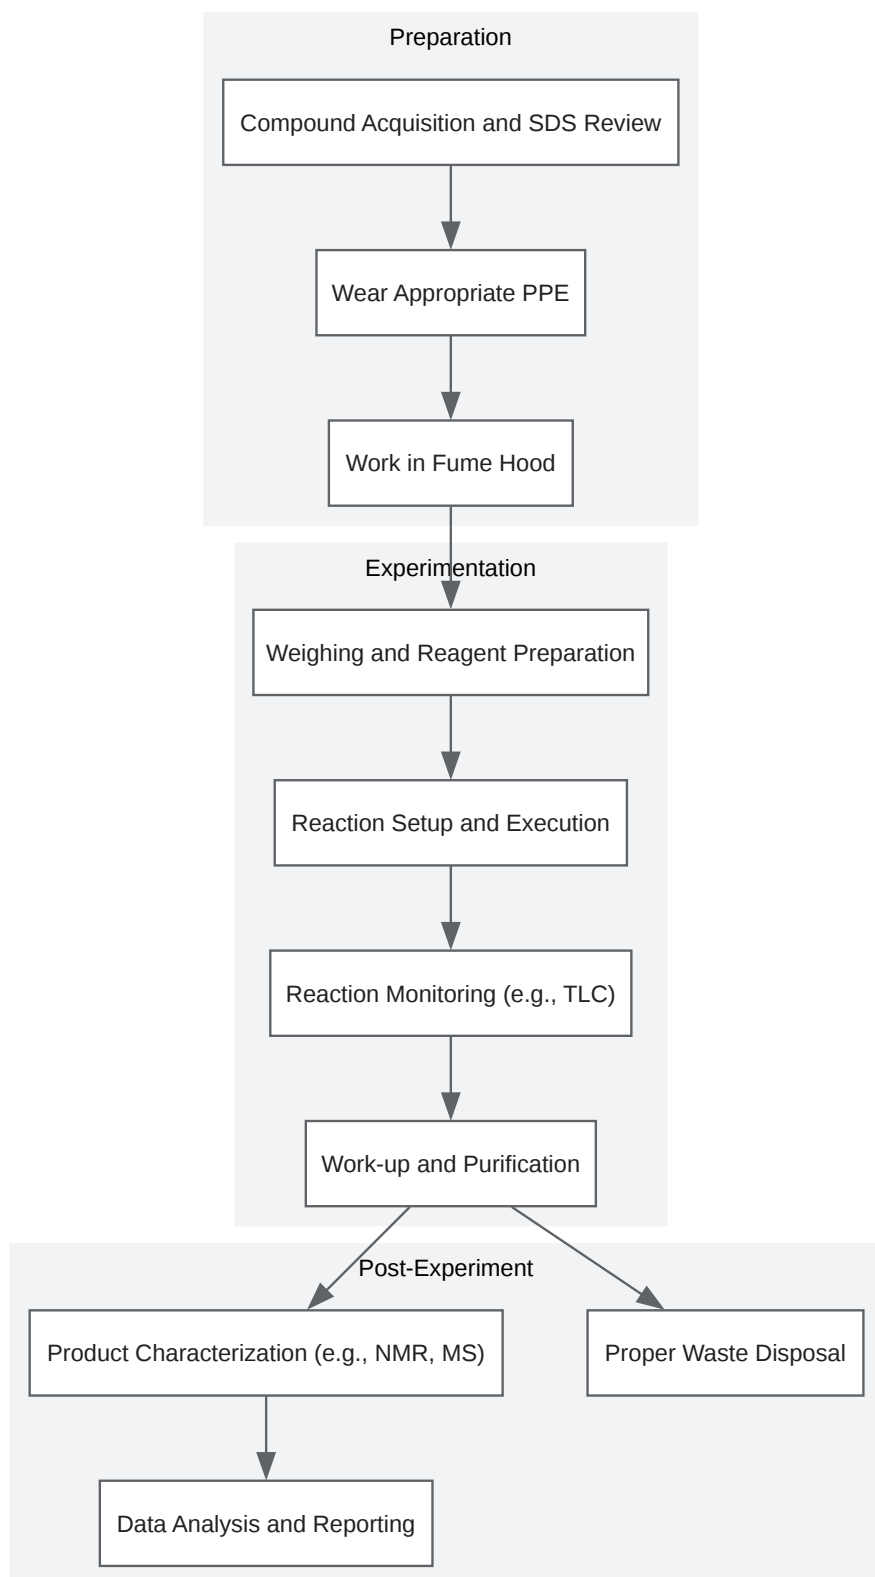 Preparation
Compound Acquisition and SDS Review
Wear Appropriate PPE
Work in Fume Hood
Experimentation
Weighing and Reagent Preparation
Reaction Setup and Execution
Reaction Monitoring (e.g., TLC)
Work-up and Purification
Post-Experiment
Product Characterization (e.g., NMR, MS)
Proper Waste Disposal
Data Analysis and Reporting